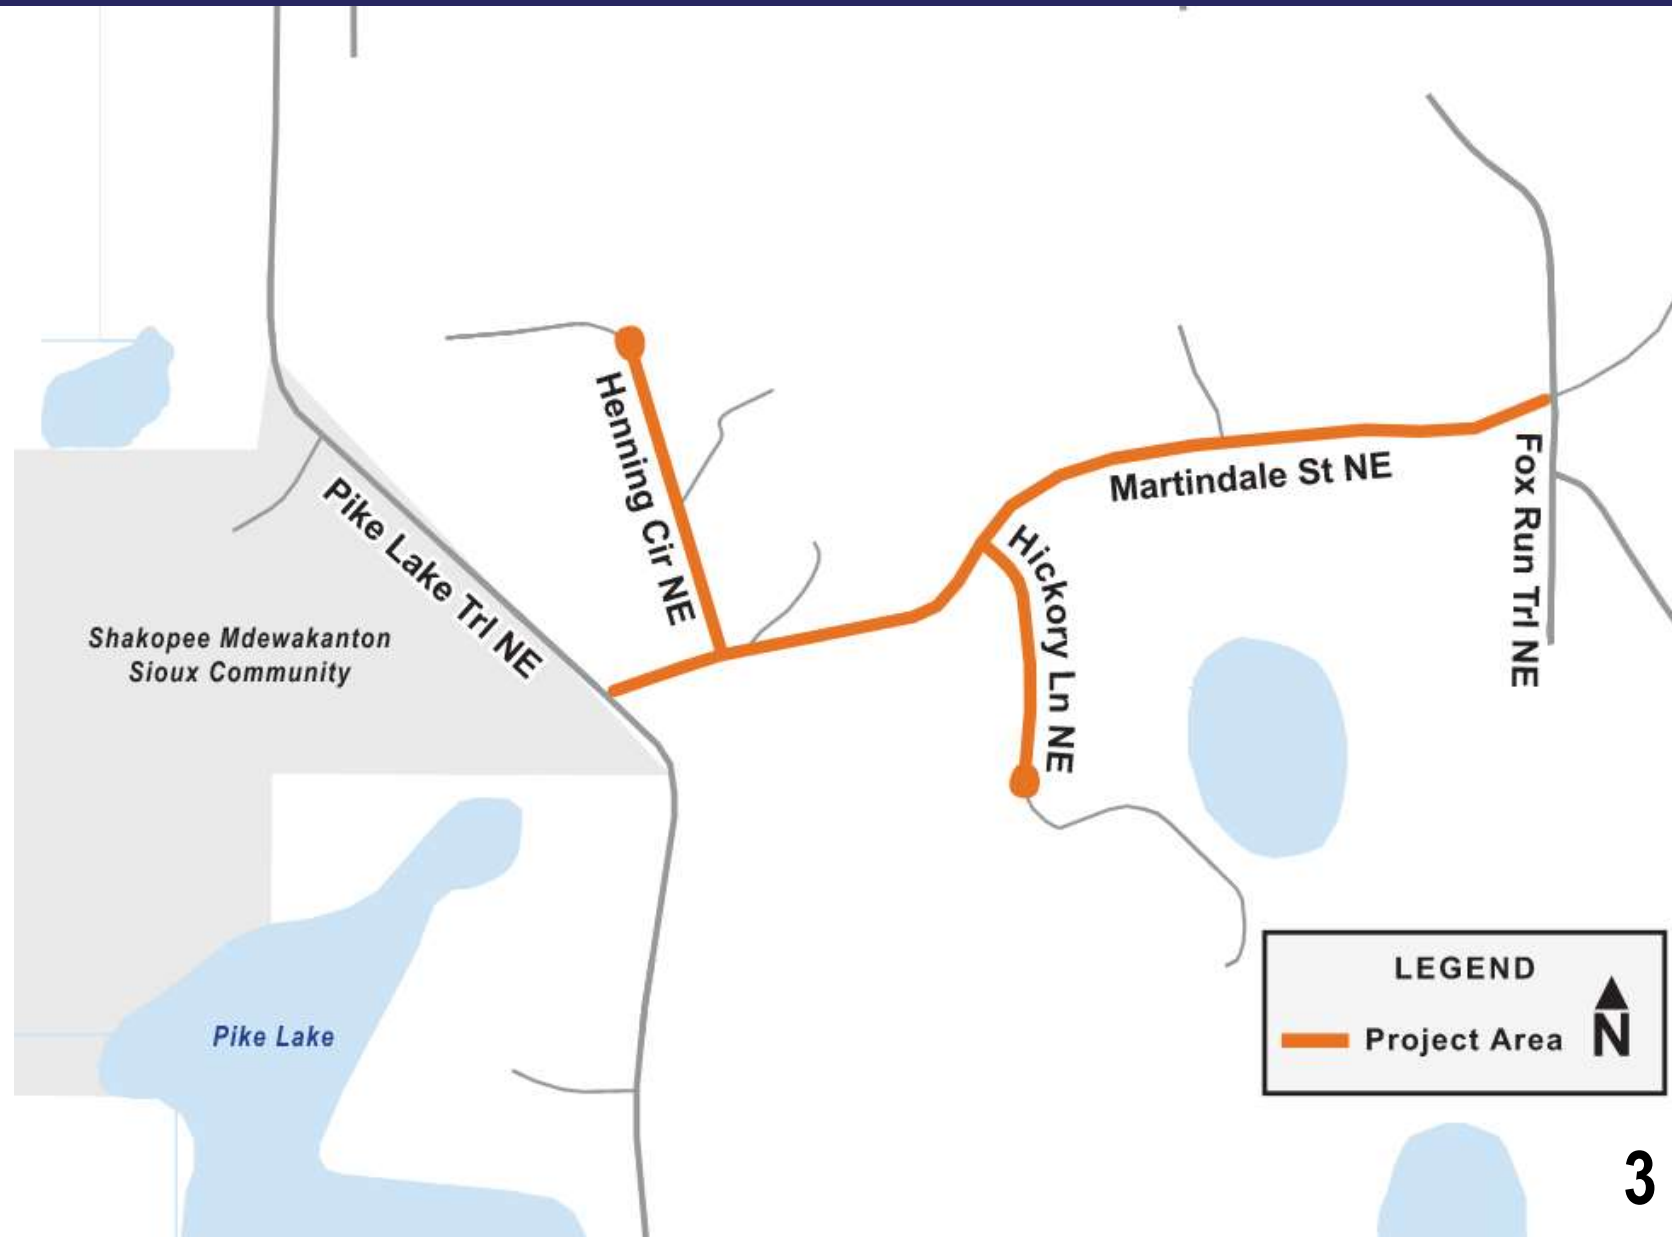 Henning Cir NE
Martindale St NE
Fox Run Trl NE
Pike Lake Trl NE
Hickory Ln NE
Shakopee Mdewakanton
Sioux Community
Pike Lake
LEGEND
Project Area
N
3